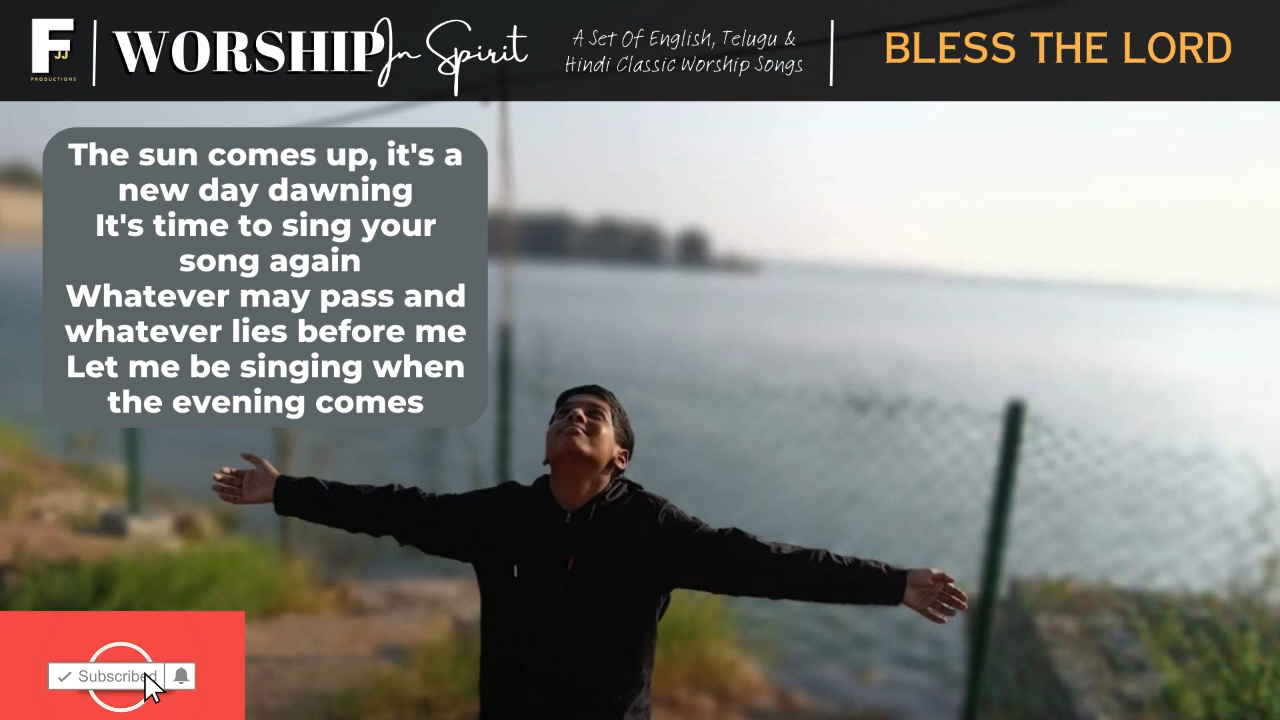 F
JJ
PRODUCTIONS
WORSHIP In Spirit
A Set Of English, Telugu &
Hindi Classic Worship Songs
BLESS THE LORD
The sun comes up, it's a
new day dawning
It's time to sing your
song again
Whatever may pass and
whatever lies before me
Let me be singing when
the evening comes
Subscribed